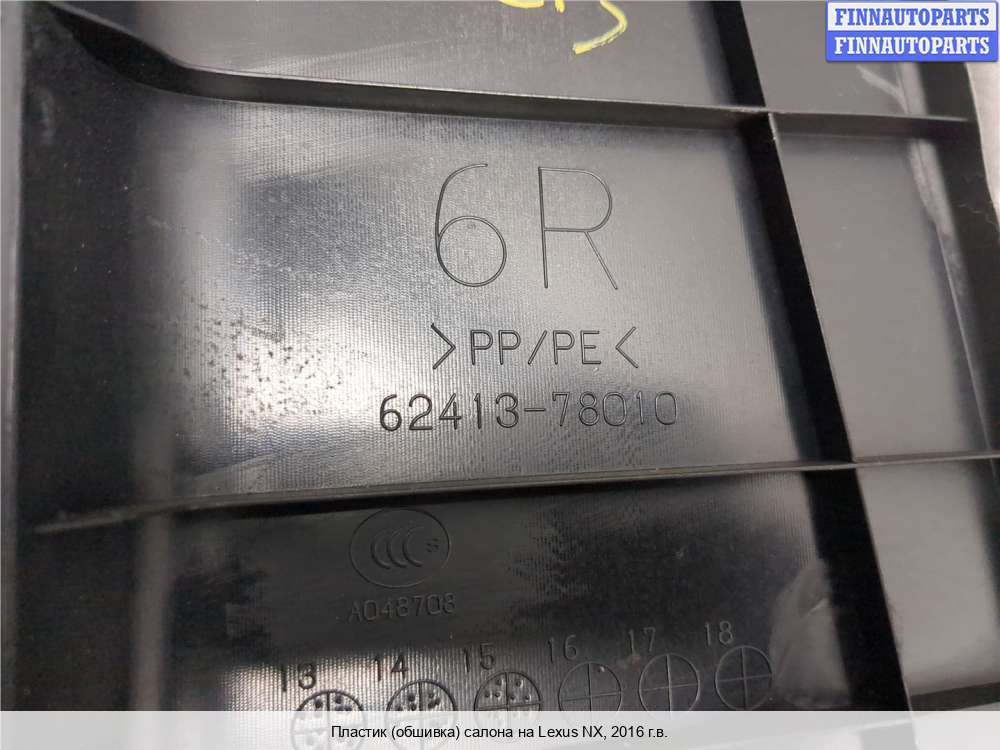 FINNAUTOPARTS
FINNAUTOPARTS
6R
>PP/PE<
62413-78010
CCC S
A048708
13 14 15 16 17 18
Пластик (обшивка) салона на Lexus NX, 2016 г.в.